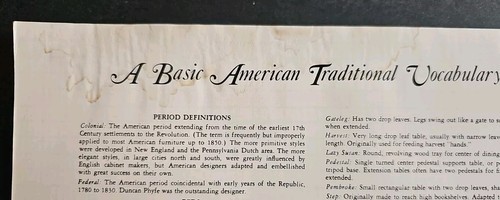 A Basic American Traditional Vocabulary
PERIOD DEFINITIONS
Colonial: The American period extending from the time of the earliest 17th
Century settlements to the Revolution. (The term is frequently but improperly
applied to most American furniture up to 1850.) The more primitive styles
were developed in New England and the Pennsylvania Dutch area. The more
elegant styles, in large cities north and south, were greatly influenced by
English cabinet makers, but American designers adapted and embellished
with great success on their own.
Federal: The American period coincidental with early years of the Republic,
1780 to 1830. Duncan Phyfe was the outstanding designer.
Gateleg: Has two drop leaves. Legs swing out like a gate to
when extended.
Harvest: Very long drop leaf table, usually with narrow
length. Originally used for feeding harvest "hands."
Lazy Susan: Round, revolving wood tray for center of
Pedestal: Single turned center pedestal supports table, or
tripod base. Extension tables often have two pedestals for
extended.
Pembroke: Small rectangular table with two drop leaves,
Step: Originally made to reach high bookshelves. Adapted